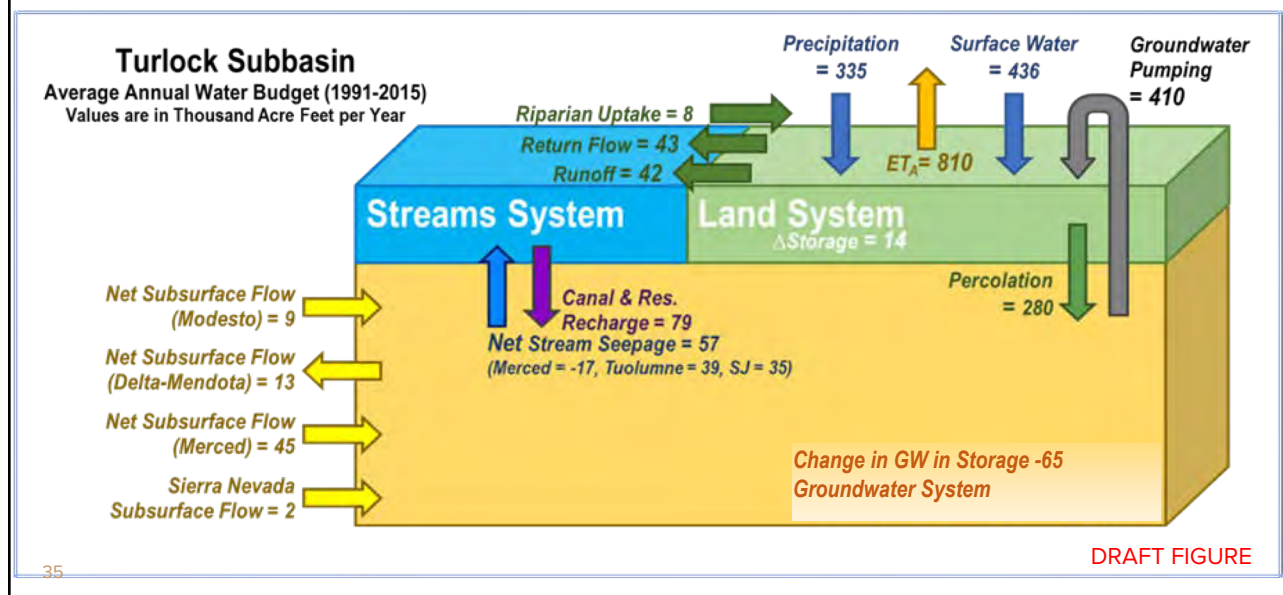 Turlock Subbasin
Average Annual Water Budget (1991-2015)
Values are in Thousand Acre Feet per Year
Precipitation
= 335
Surface Water
= 436
Groundwater
Pumping
= 410
Riparian Uptake = 8
Return Flow = 43
Runoff = 42
ETA= 810
Streams System
Land System
ΔStorage = 14
Percolation
= 280
Canal & Res.
Recharge = 79
Net Stream Seepage = 57
(Merced = -17, Tuolumne = 39, SJ = 35)
Net Subsurface Flow
(Modesto) = 9
Net Subsurface Flow
(Delta-Mendota) = 13
Net Subsurface Flow
(Merced) = 45
Sierra Nevada
Subsurface Flow = 2
Change in GW in Storage -65
Groundwater System
DRAFT FIGURE
35